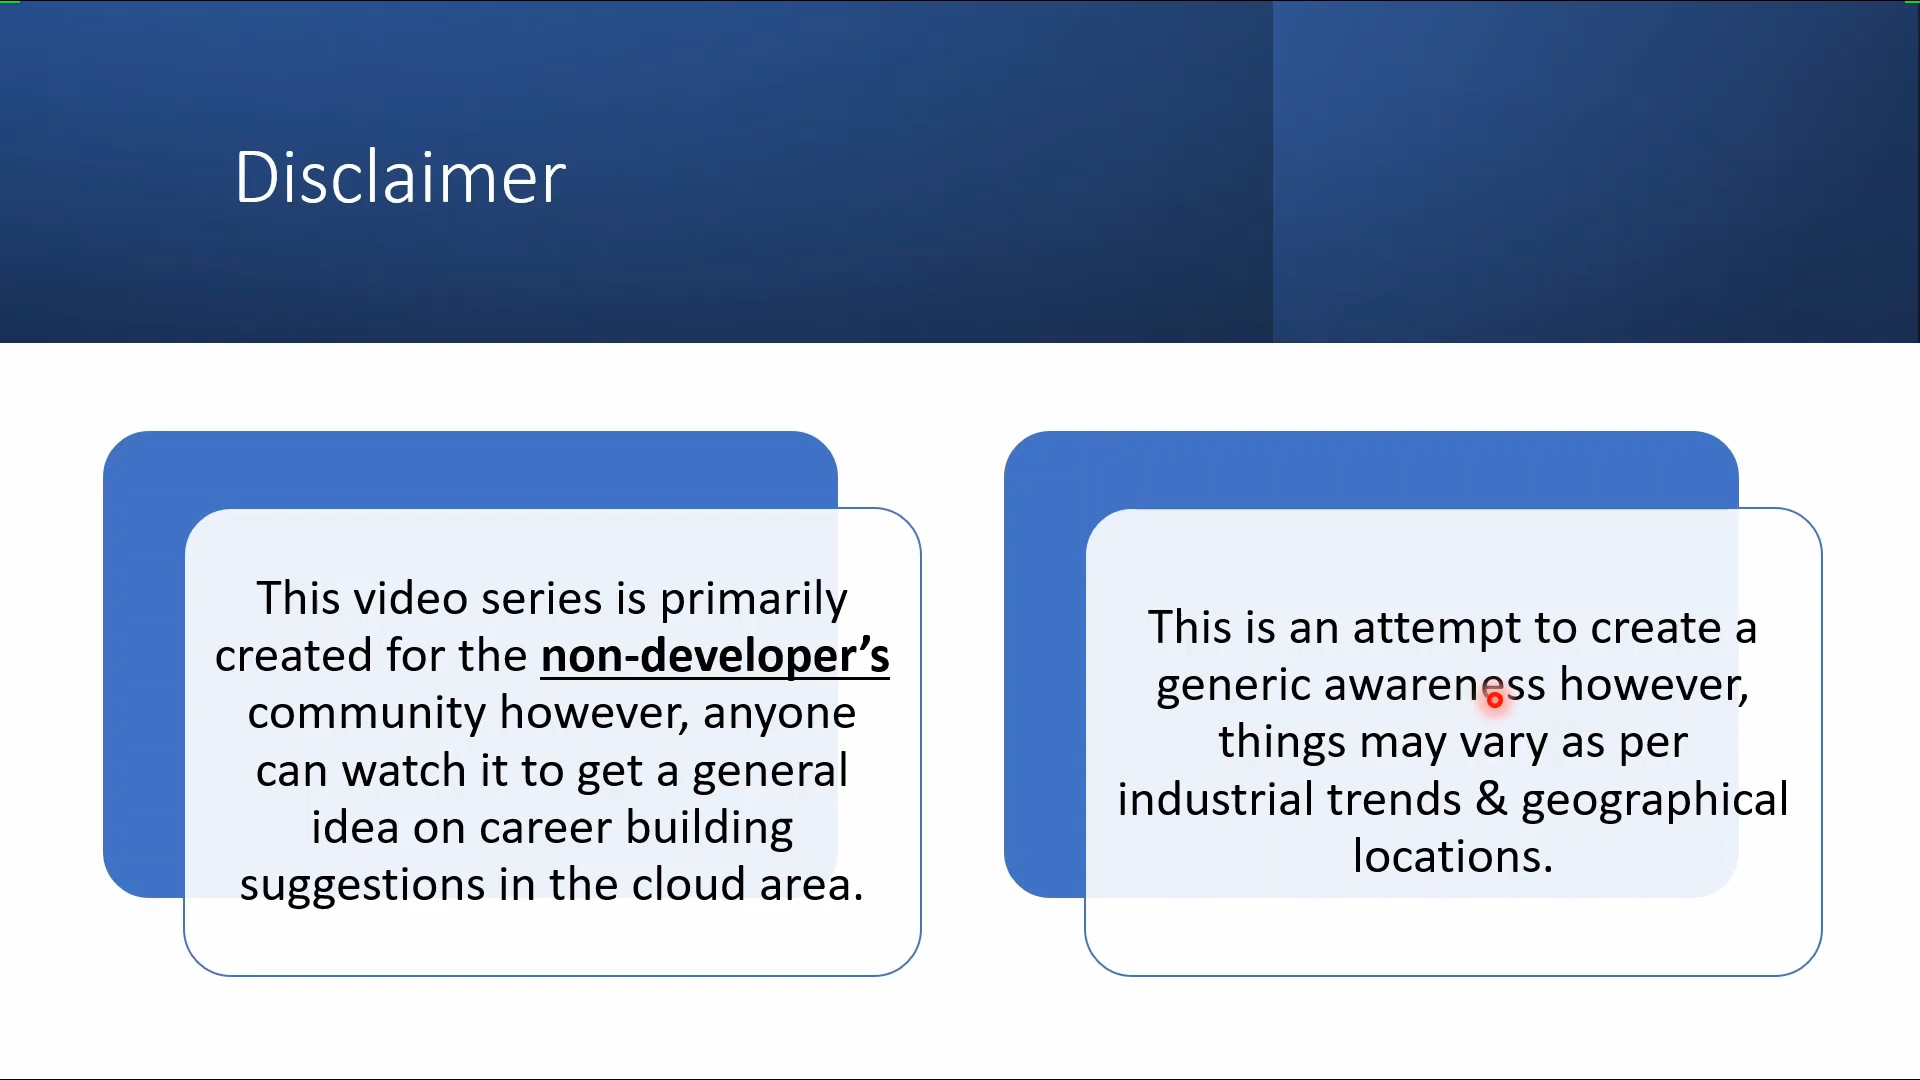 Disclaimer
This video series is primarily
created for the non-developer’s
community however, anyone
can watch it to get a general
idea on career building
suggestions in the cloud area.
This is an attempt to create a
generic awareness however,
things may vary as per
industrial trends & geographical
locations.